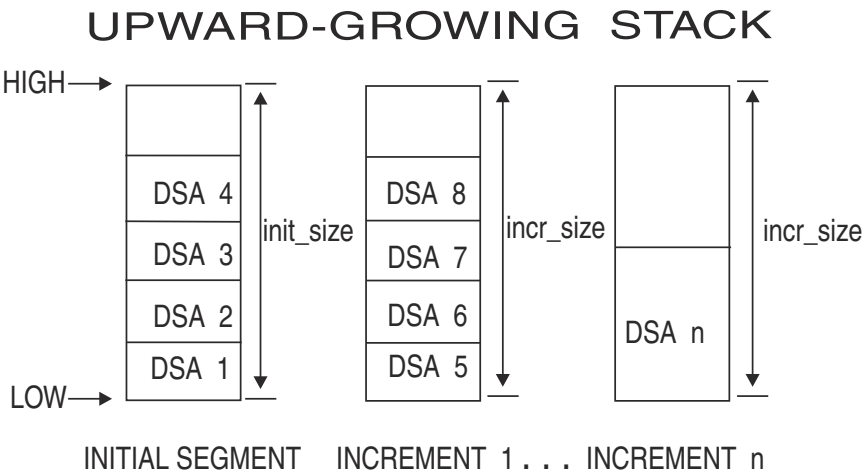 UPWARD-GROWING STACK
HIGH
DSA 4
DSA 3
DSA 2
DSA 1
LOW
init_size
DSA 8
DSA 7
DSA 6
DSA 5
incr_size
DSA n
incr_size
INITIAL SEGMENT INCREMENT 1 . . . INCREMENT n